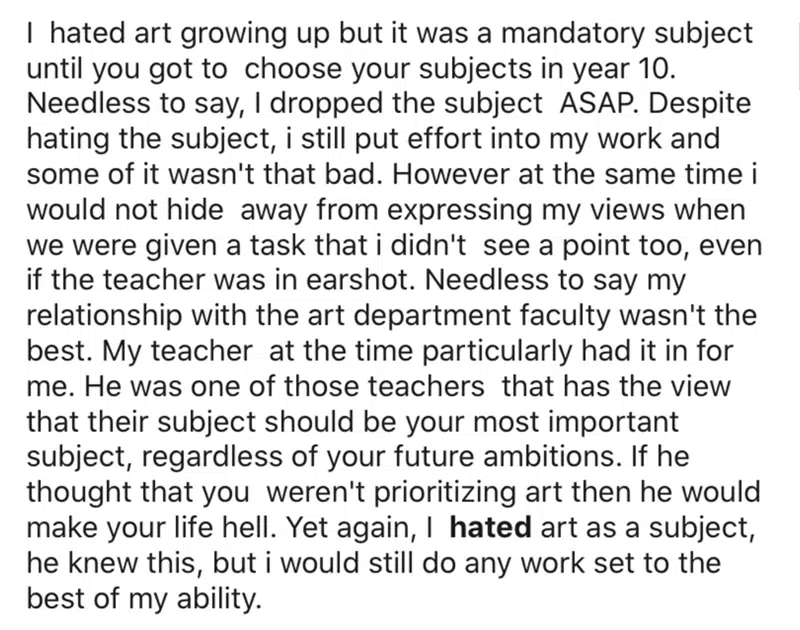 I hated art growing up but it was a mandatory subject
until you got to choose your subjects in year 10.
Needless to say, I dropped the subject ASAP. Despite
hating the subject, i still put effort into my work and
some of it wasn't that bad. However at the same time i
would not hide away from expressing my views when
we were given a task that i didn't see a point too, even
if the teacher was in earshot. Needless to say my
relationship with the art department faculty wasn't the
best. My teacher at the time particularly had it in for
me. He was one of those teachers that has the view
that their subject should be your most important
subject, regardless of your future ambitions. If he
thought that you weren't prioritizing art then he would
make your life hell. Yet again, I hated art as a subject,
he knew this, but i would still do any work set to the
best of my ability.